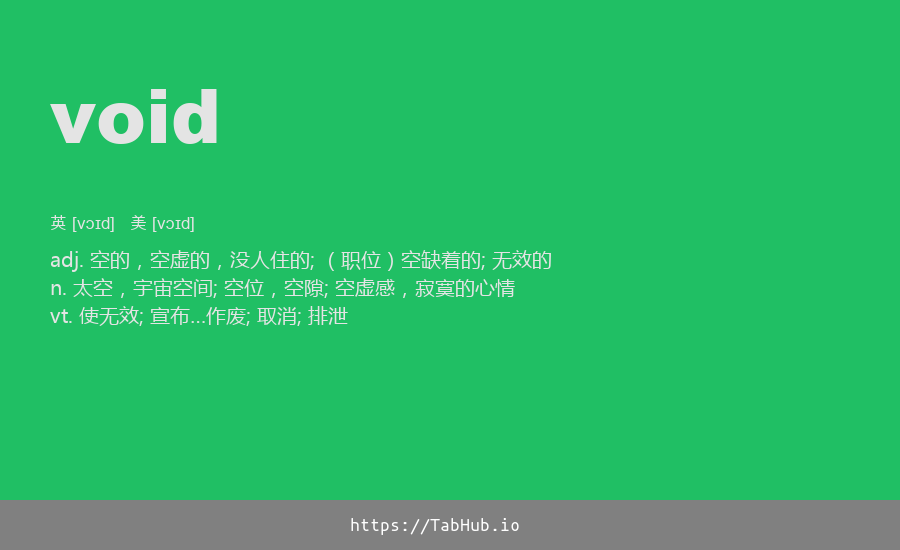 void
英 [vɔɪd] 美 [vɔɪd]
adj. 空的，空虚的，没人住的; （职位）空缺着的; 无效的
n. 太空，宇宙空间; 空位，空隙; 空虚感，寂寞的心情
vt. 使无效; 宣布…作废; 取消; 排泄
https://TabHub.io